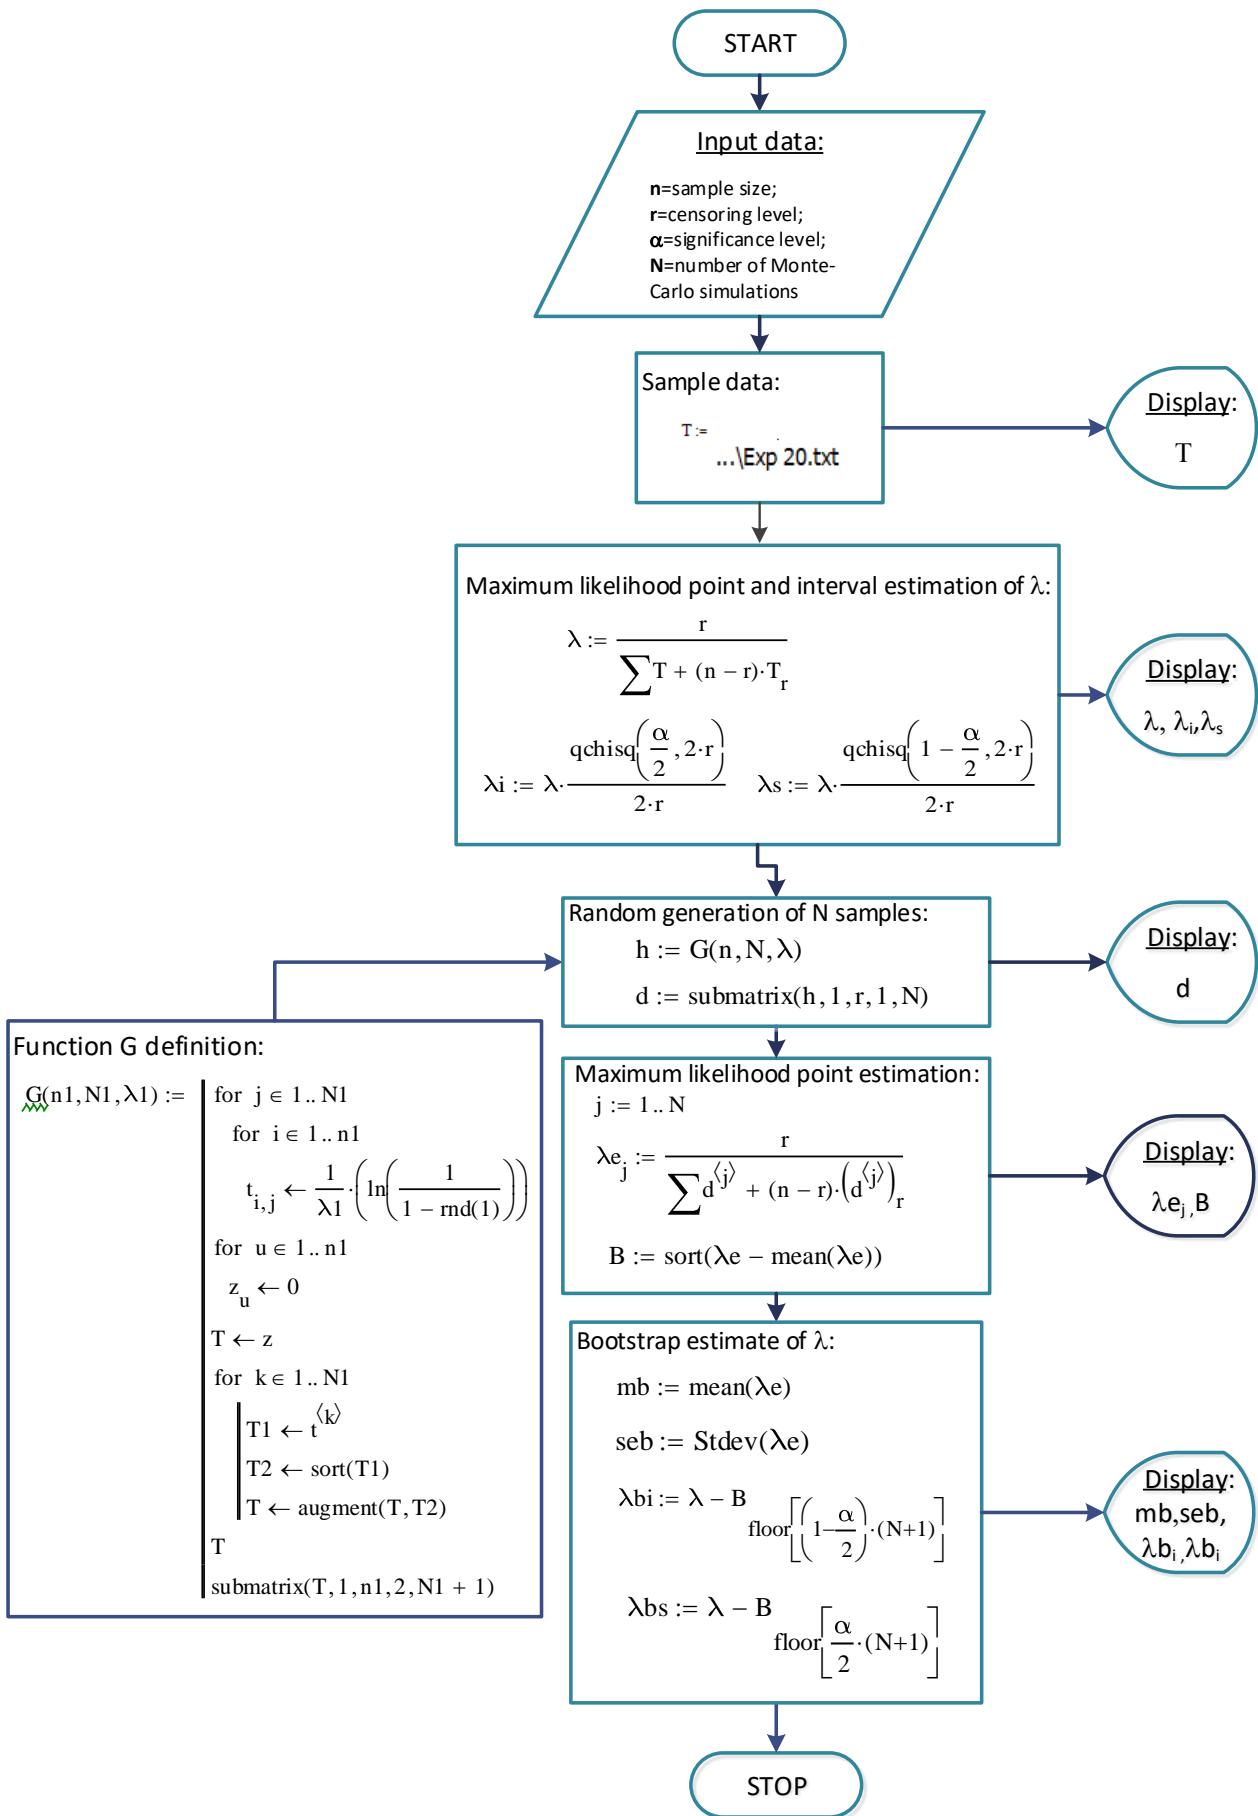 START
Input data:
n=sample size;
r=censoring level;
α=significance level;
N=number of Monte-
Carlo simulations
Sample data:
T :=
...\Exp 20.txt
Display:
T
Maximum likelihood point and interval estimation of λ:
λ := r / (∑T + (n − r)·T_r)
λi := λ· qchisq(α/2, 2·r) / (2·r)
λs := λ· qchisq(1 − α/2, 2·r) / (2·r)
Display:
λ, λi,λs
Random generation of N samples:
h := G(n, N, λ)
d := submatrix(h, 1, r, 1, N)
Display:
d
Function G definition:
G(n1, N1, λ1) :=
for j ∈ 1.. N1
for i ∈ 1.. n1
t_i,j ← 1/λ1 · (ln(1/(1 − rnd(1))))
for u ∈ 1.. n1
z_u ← 0
T ← z
for k ∈ 1.. N1
T1 ← t^⟨k⟩
T2 ← sort(T1)
T ← augment(T, T2)
T
submatrix(T, 1, n1, 2, N1 + 1)
Maximum likelihood point estimation:
j := 1.. N
λe_j := r / (∑d^⟨j⟩ + (n − r)·(d^⟨j⟩)_r)
B := sort(λe − mean(λe))
Display:
λej,B
Bootstrap estimate of λ:
mb := mean(λe)
seb := Stdev(λe)
λbi := λ − B_floor[(1−α/2)·(N+1)]
λbs := λ − B_floor[α/2·(N+1)]
Display:
mb,seb,
λbi,λbi
STOP